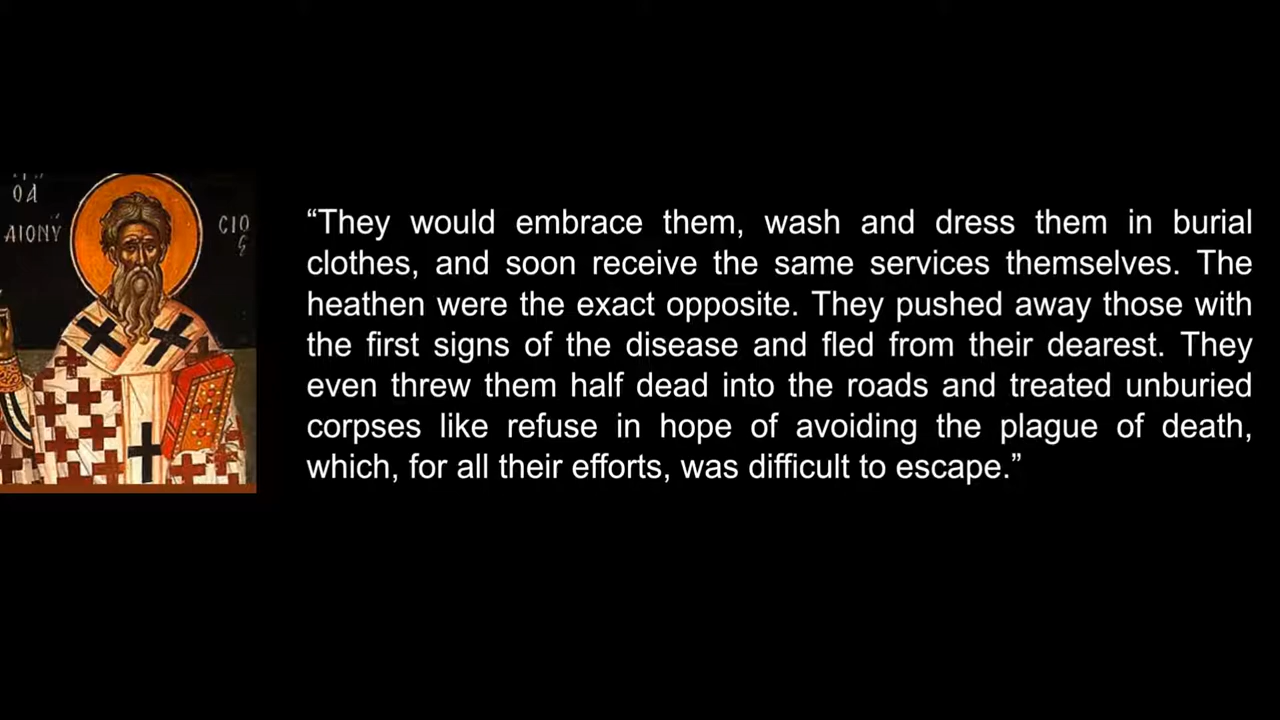 ΟΑ
ΔΙΟΝΥ
ΣΙΟ
ς
“They would embrace them, wash and dress them in burial
clothes, and soon receive the same services themselves. The
heathen were the exact opposite. They pushed away those with
the first signs of the disease and fled from their dearest. They
even threw them half dead into the roads and treated unburied
corpses like refuse in hope of avoiding the plague of death,
which, for all their efforts, was difficult to escape.”